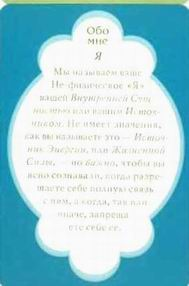 Обо
мне
Я
Мы называем ваше
Не-физическое «Я»
вашей Внутренней Сущ
ностью или вашим Источ-
ником. Не имеет значения,
как вы называете это — Источ
ник Энергии, или Жизненной
Силы, — но важно, чтобы вы
ясно сознавали, когда разре-
шаете себе полную связь
с ним, а когда, так или
иначе, запреща
ете себе ее.